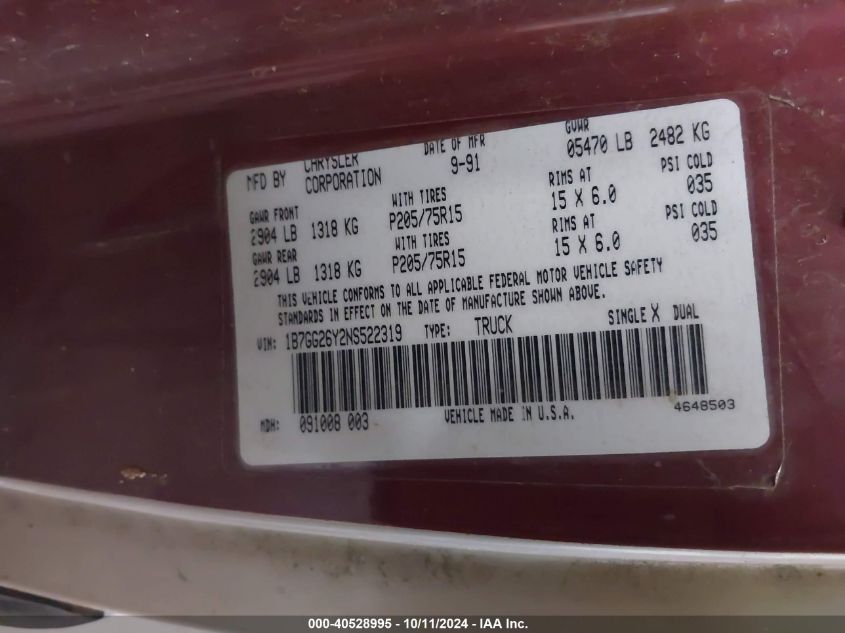 MFD BY CHRYSLER CORPORATION DATE OF MFR 9-91 GVWR 05470 LB 2482 KG
GAWR FRONT WITH TIRES RIMS AT PSI COLD
2904 LB 1318 KG P205/75R15 15 X 6.0 035
GAWR REAR WITH TIRES RIMS AT PSI COLD
2904 LB 1318 KG P205/75R15 15 X 6.0 035
THIS VEHICLE CONFORMS TO ALL APPLICABLE FEDERAL MOTOR VEHICLE SAFETY
STANDARDS IN EFFECT ON THE DATE OF MANUFACTURE SHOWN ABOVE.
VIN: 1B7GG26Y2NS522319 TYPE: TRUCK SINGLE X DUAL
MDH: 091008 003 VEHICLE MADE IN U.S.A. 4648503
000-40528995 - 10/11/2024 - IAA Inc.